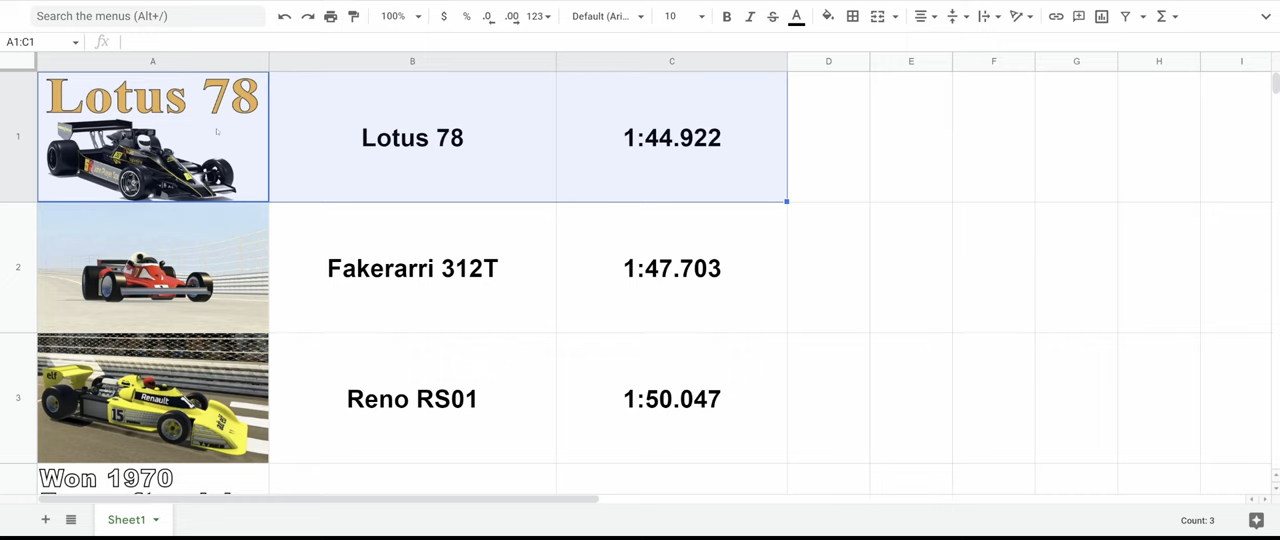 Search the menus (Alt+/)
100%
$ % .0 .00 123
Default (Ari...
10
B I S A
A1:C1
fx
A B C D E F G H I
1
Lotus 78
Lotus 78
1:44.922
2
Fakerarri 312T
1:47.703
3
elf
Renault
15
elf
Reno RS01
1:50.047
Won 1970
Sheet1
Count: 3